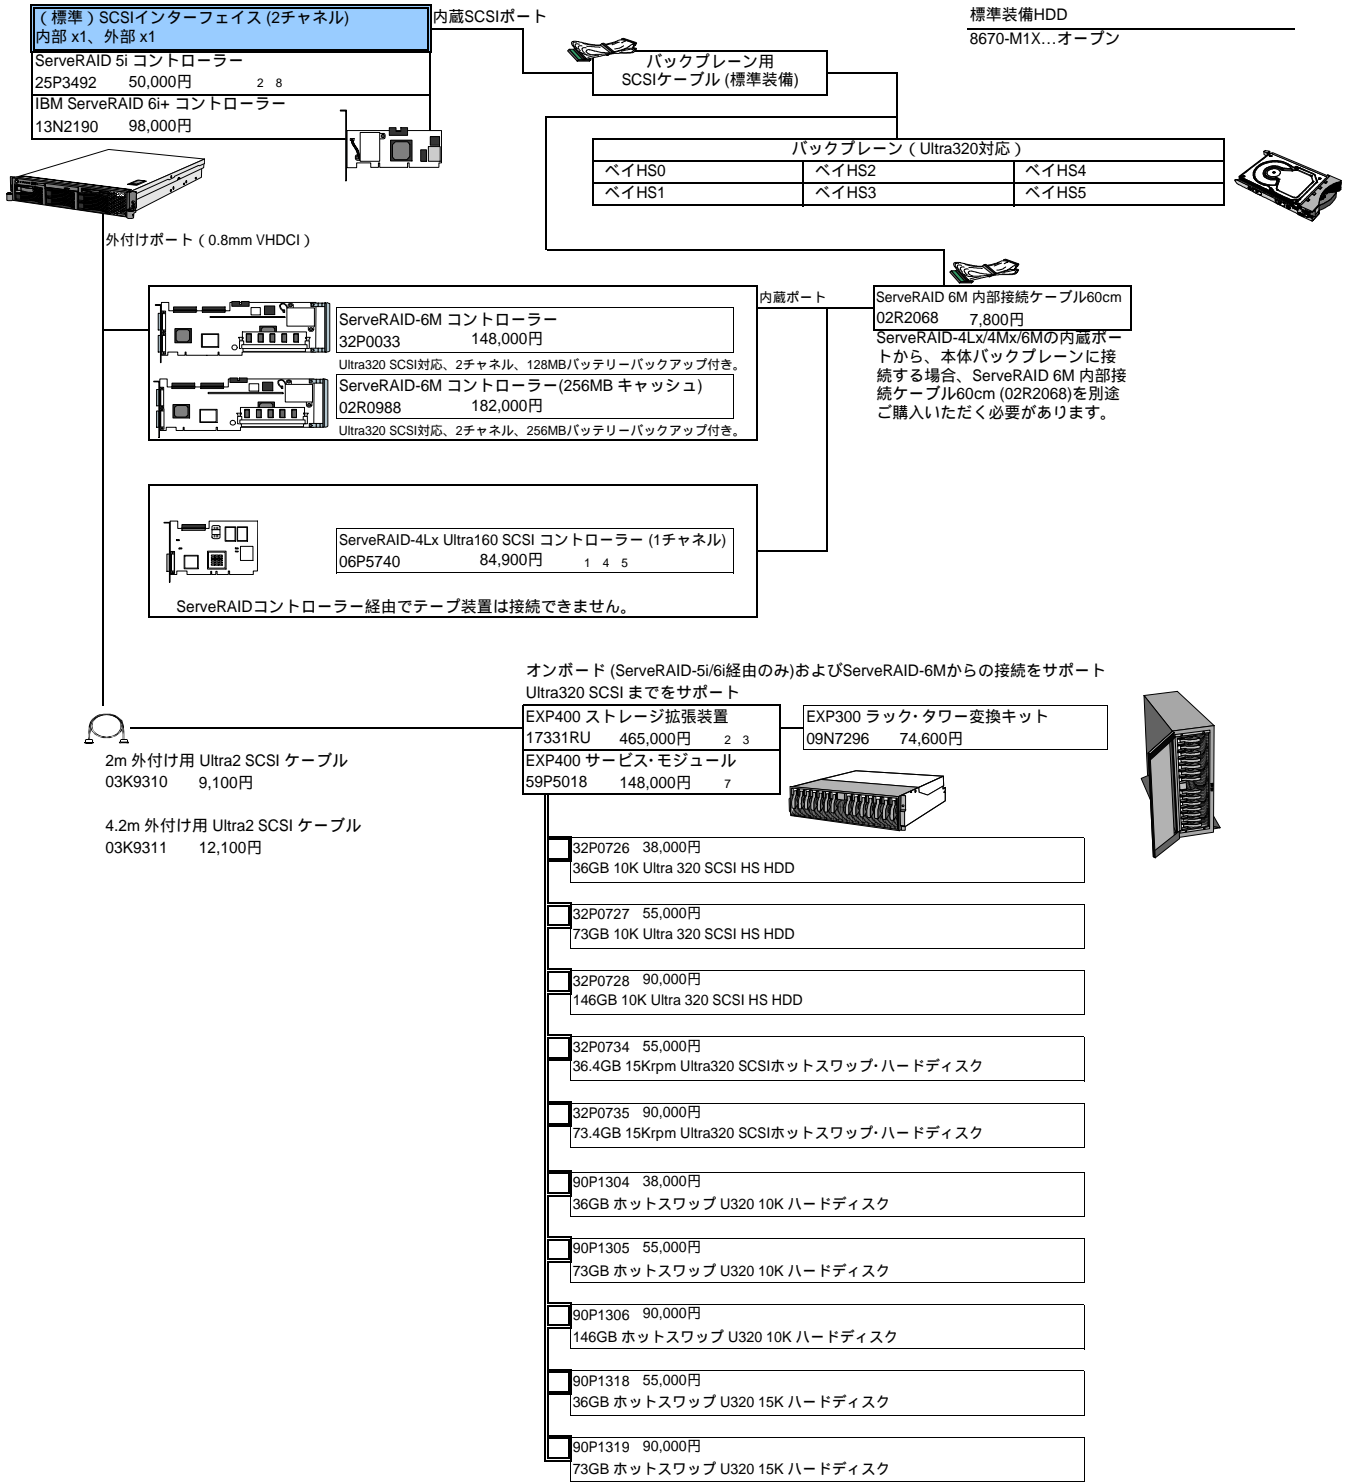 （標準）SCSIインターフェイス (2チャネル)
内部 x1、外部 x1
ServeRAID 5i コントローラー
25P3492 50,000円 2 8
IBM ServeRAID 6i+ コントローラー
13N2190 98,000円
内蔵SCSIポート
バックプレーン用
SCSIケーブル (標準装備)
標準装備HDD
8670-M1X…オープン
バックプレーン（Ultra320対応）
ベイHS0 ベイHS2 ベイHS4
ベイHS1 ベイHS3 ベイHS5
外付けポート（0.8mm VHDCI）
ServeRAID-6M コントローラー
32P0033 148,000円
Ultra320 SCSI対応、2チャネル、128MBバッテリーバックアップ付き。
ServeRAID-6M コントローラー(256MB キャッシュ)
02R0988 182,000円
Ultra320 SCSI対応、2チャネル、256MBバッテリーバックアップ付き。
内蔵ポート
ServeRAID 6M 内部接続ケーブル60cm
02R2068 7,800円
ServeRAID-4Lx/4Mx/6Mの内蔵ポー
トから、本体バックプレーンに接
続する場合、ServeRAID 6M 内部接
続ケーブル60cm (02R2068)を別途
ご購入いただく必要があります。
ServeRAID-4Lx Ultra160 SCSI コントローラー (1チャネル)
06P5740 84,900円 1 4 5
ServeRAIDコントローラー経由でテープ装置は接続できません。
オンボード (ServeRAID-5i/6i経由のみ)およびServeRAID-6Mからの接続をサポート
Ultra320 SCSI までをサポート
EXP400 ストレージ拡張装置
17331RU 465,000円 2 3
EXP400 サービス･モジュール
59P5018 148,000円 7
EXP300 ラック･タワー変換キット
09N7296 74,600円
2m 外付け用 Ultra2 SCSI ケーブル
03K9310 9,100円
4.2m 外付け用 Ultra2 SCSI ケーブル
03K9311 12,100円
32P0726 38,000円
36GB 10K Ultra 320 SCSI HS HDD
32P0727 55,000円
73GB 10K Ultra 320 SCSI HS HDD
32P0728 90,000円
146GB 10K Ultra 320 SCSI HS HDD
32P0734 55,000円
36.4GB 15Krpm Ultra320 SCSIホットスワップ･ハードディスク
32P0735 90,000円
73.4GB 15Krpm Ultra320 SCSIホットスワップ･ハードディスク
90P1304 38,000円
36GB ホットスワップ U320 10K ハードディスク
90P1305 55,000円
73GB ホットスワップ U320 10K ハードディスク
90P1306 90,000円
146GB ホットスワップ U320 10K ハードディスク
90P1318 55,000円
36GB ホットスワップ U320 15K ハードディスク
90P1319 90,000円
73GB ホットスワップ U320 15K ハードディスク